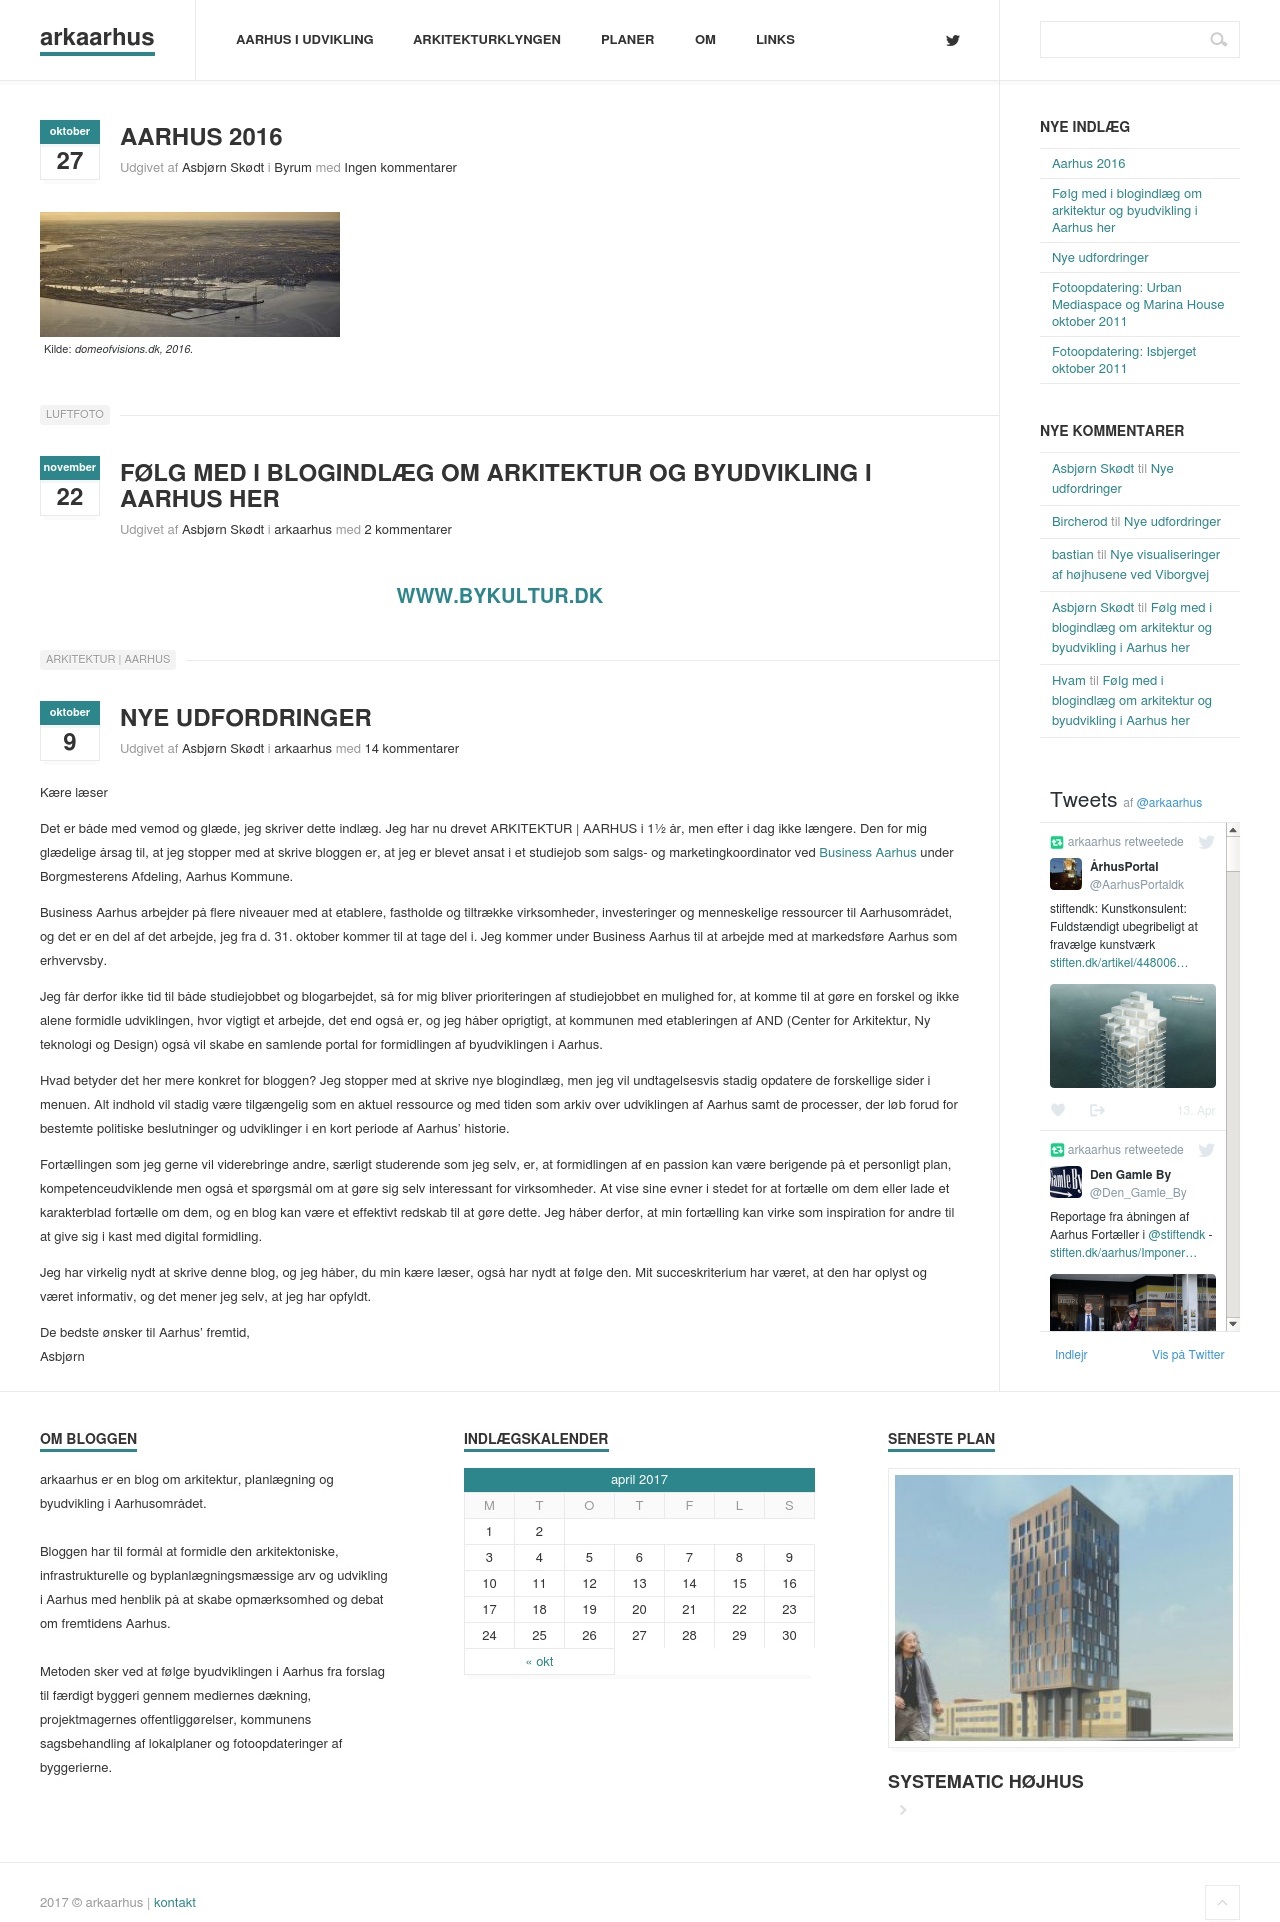 arkaarhus
AARHUS I UDVIKLING
ARKITEKTURKLYNGEN
PLANER
OM
LINKS
oktober
27
AARHUS 2016
Udgivet af Asbjørn Skødt i Byrum med Ingen kommentarer
Kilde: domeofvisions.dk, 2016.
LUFTFOTO
november
22
FØLG MED I BLOGINDLÆG OM ARKITEKTUR OG BYUDVIKLING I
AARHUS HER
Udgivet af Asbjørn Skødt i arkaarhus med 2 kommentarer
WWW.BYKULTUR.DK
ARKITEKTUR | AARHUS
oktober
9
NYE UDFORDRINGER
Udgivet af Asbjørn Skødt i arkaarhus med 14 kommentarer
Kære læser
Det er både med vemod og glæde, jeg skriver dette indlæg. Jeg har nu drevet ARKITEKTUR | AARHUS i 1½ år, men efter i dag ikke længere. Den for mig
glædelige årsag til, at jeg stopper med at skrive bloggen er, at jeg er blevet ansat i et studiejob som salgs- og marketingkoordinator ved Business Aarhus under
Borgmesterens Afdeling, Aarhus Kommune.
Business Aarhus arbejder på flere niveauer med at etablere, fastholde og tiltrække virksomheder, investeringer og menneskelige ressourcer til Aarhusområdet,
og det er en del af det arbejde, jeg fra d. 31. oktober kommer til at tage del i. Jeg kommer under Business Aarhus til at arbejde med at markedsføre Aarhus som
erhvervsby.
Jeg får derfor ikke tid til både studiejobbet og blogarbejdet, så for mig bliver prioriteringen af studiejobbet en mulighed for, at komme til at gøre en forskel og ikke
alene formidle udviklingen, hvor vigtigt et arbejde, det end også er, og jeg håber oprigtigt, at kommunen med etableringen af AND (Center for Arkitektur, Ny
teknologi og Design) også vil skabe en samlende portal for formidlingen af byudviklingen i Aarhus.
Hvad betyder det her mere konkret for bloggen? Jeg stopper med at skrive nye blogindlæg, men jeg vil undtagelsesvis stadig opdatere de forskellige sider i
menuen. Alt indhold vil stadig være tilgængelig som en aktuel ressource og med tiden som arkiv over udviklingen af Aarhus samt de processer, der løb forud for
bestemte politiske beslutninger og udviklinger i en kort periode af Aarhus’ historie.
Fortællingen som jeg gerne vil viderebringe andre, særligt studerende som jeg selv, er, at formidlingen af en passion kan være berigende på et personligt plan,
kompetenceudviklende men også et spørgsmål om at gøre sig selv interessant for virksomheder. At vise sine evner i stedet for at fortælle om dem eller lade et
karakterblad fortælle om dem, og en blog kan være et effektivt redskab til at gøre dette. Jeg håber derfor, at min fortælling kan virke som inspiration for andre til
at give sig i kast med digital formidling.
Jeg har virkelig nydt at skrive denne blog, og jeg håber, du min kære læser, også har nydt at følge den. Mit succeskriterium har været, at den har oplyst og
været informativ, og det mener jeg selv, at jeg har opfyldt.
De bedste ønsker til Aarhus’ fremtid,
Asbjørn
NYE INDLÆG
Aarhus 2016
Følg med i blogindlæg om
arkitektur og byudvikling i
Aarhus her
Nye udfordringer
Fotoopdatering: Urban
Mediaspace og Marina House
oktober 2011
Fotoopdatering: Isbjerget
oktober 2011
NYE KOMMENTARER
Asbjørn Skødt til Nye
udfordringer
Bircherod til Nye udfordringer
bastian til Nye visualiseringer
af højhusene ved Viborgvej
Asbjørn Skødt til Følg med i
blogindlæg om arkitektur og
byudvikling i Aarhus her
Hvam til Følg med i
blogindlæg om arkitektur og
byudvikling i Aarhus her
Tweets af @arkaarhus
arkaarhus retweetede
ÅrhusPortal
@AarhusPortaldk
stiftendk: Kunstkonsulent:
Fuldstændigt ubegribeligt at
fravælge kunstværk
stiften.dk/artikel/448006…
13. Apr
arkaarhus retweetede
Den Gamle By
@Den_Gamle_By
Reportage fra åbningen af
Aarhus Fortæller i @stiftendk -
stiften.dk/aarhus/Imponer…
Indlejr
Vis på Twitter
OM BLOGGEN
arkaarhus er en blog om arkitektur, planlægning og
byudvikling i Aarhusområdet.
Bloggen har til formål at formidle den arkitektoniske,
infrastrukturelle og byplanlægningsmæssige arv og udvikling
i Aarhus med henblik på at skabe opmærksomhed og debat
om fremtidens Aarhus.
Metoden sker ved at følge byudviklingen i Aarhus fra forslag
til færdigt byggeri gennem mediernes dækning,
projektmagernes offentliggørelser, kommunens
sagsbehandling af lokalplaner og fotoopdateringer af
byggerierne.
INDLÆGSKALENDER
april 2017
M T O T F L S
1 2
3 4 5 6 7 8 9
10 11 12 13 14 15 16
17 18 19 20 21 22 23
24 25 26 27 28 29 30
« okt
SENESTE PLAN
SYSTEMATIC HØJHUS
2017 © arkaarhus | kontakt